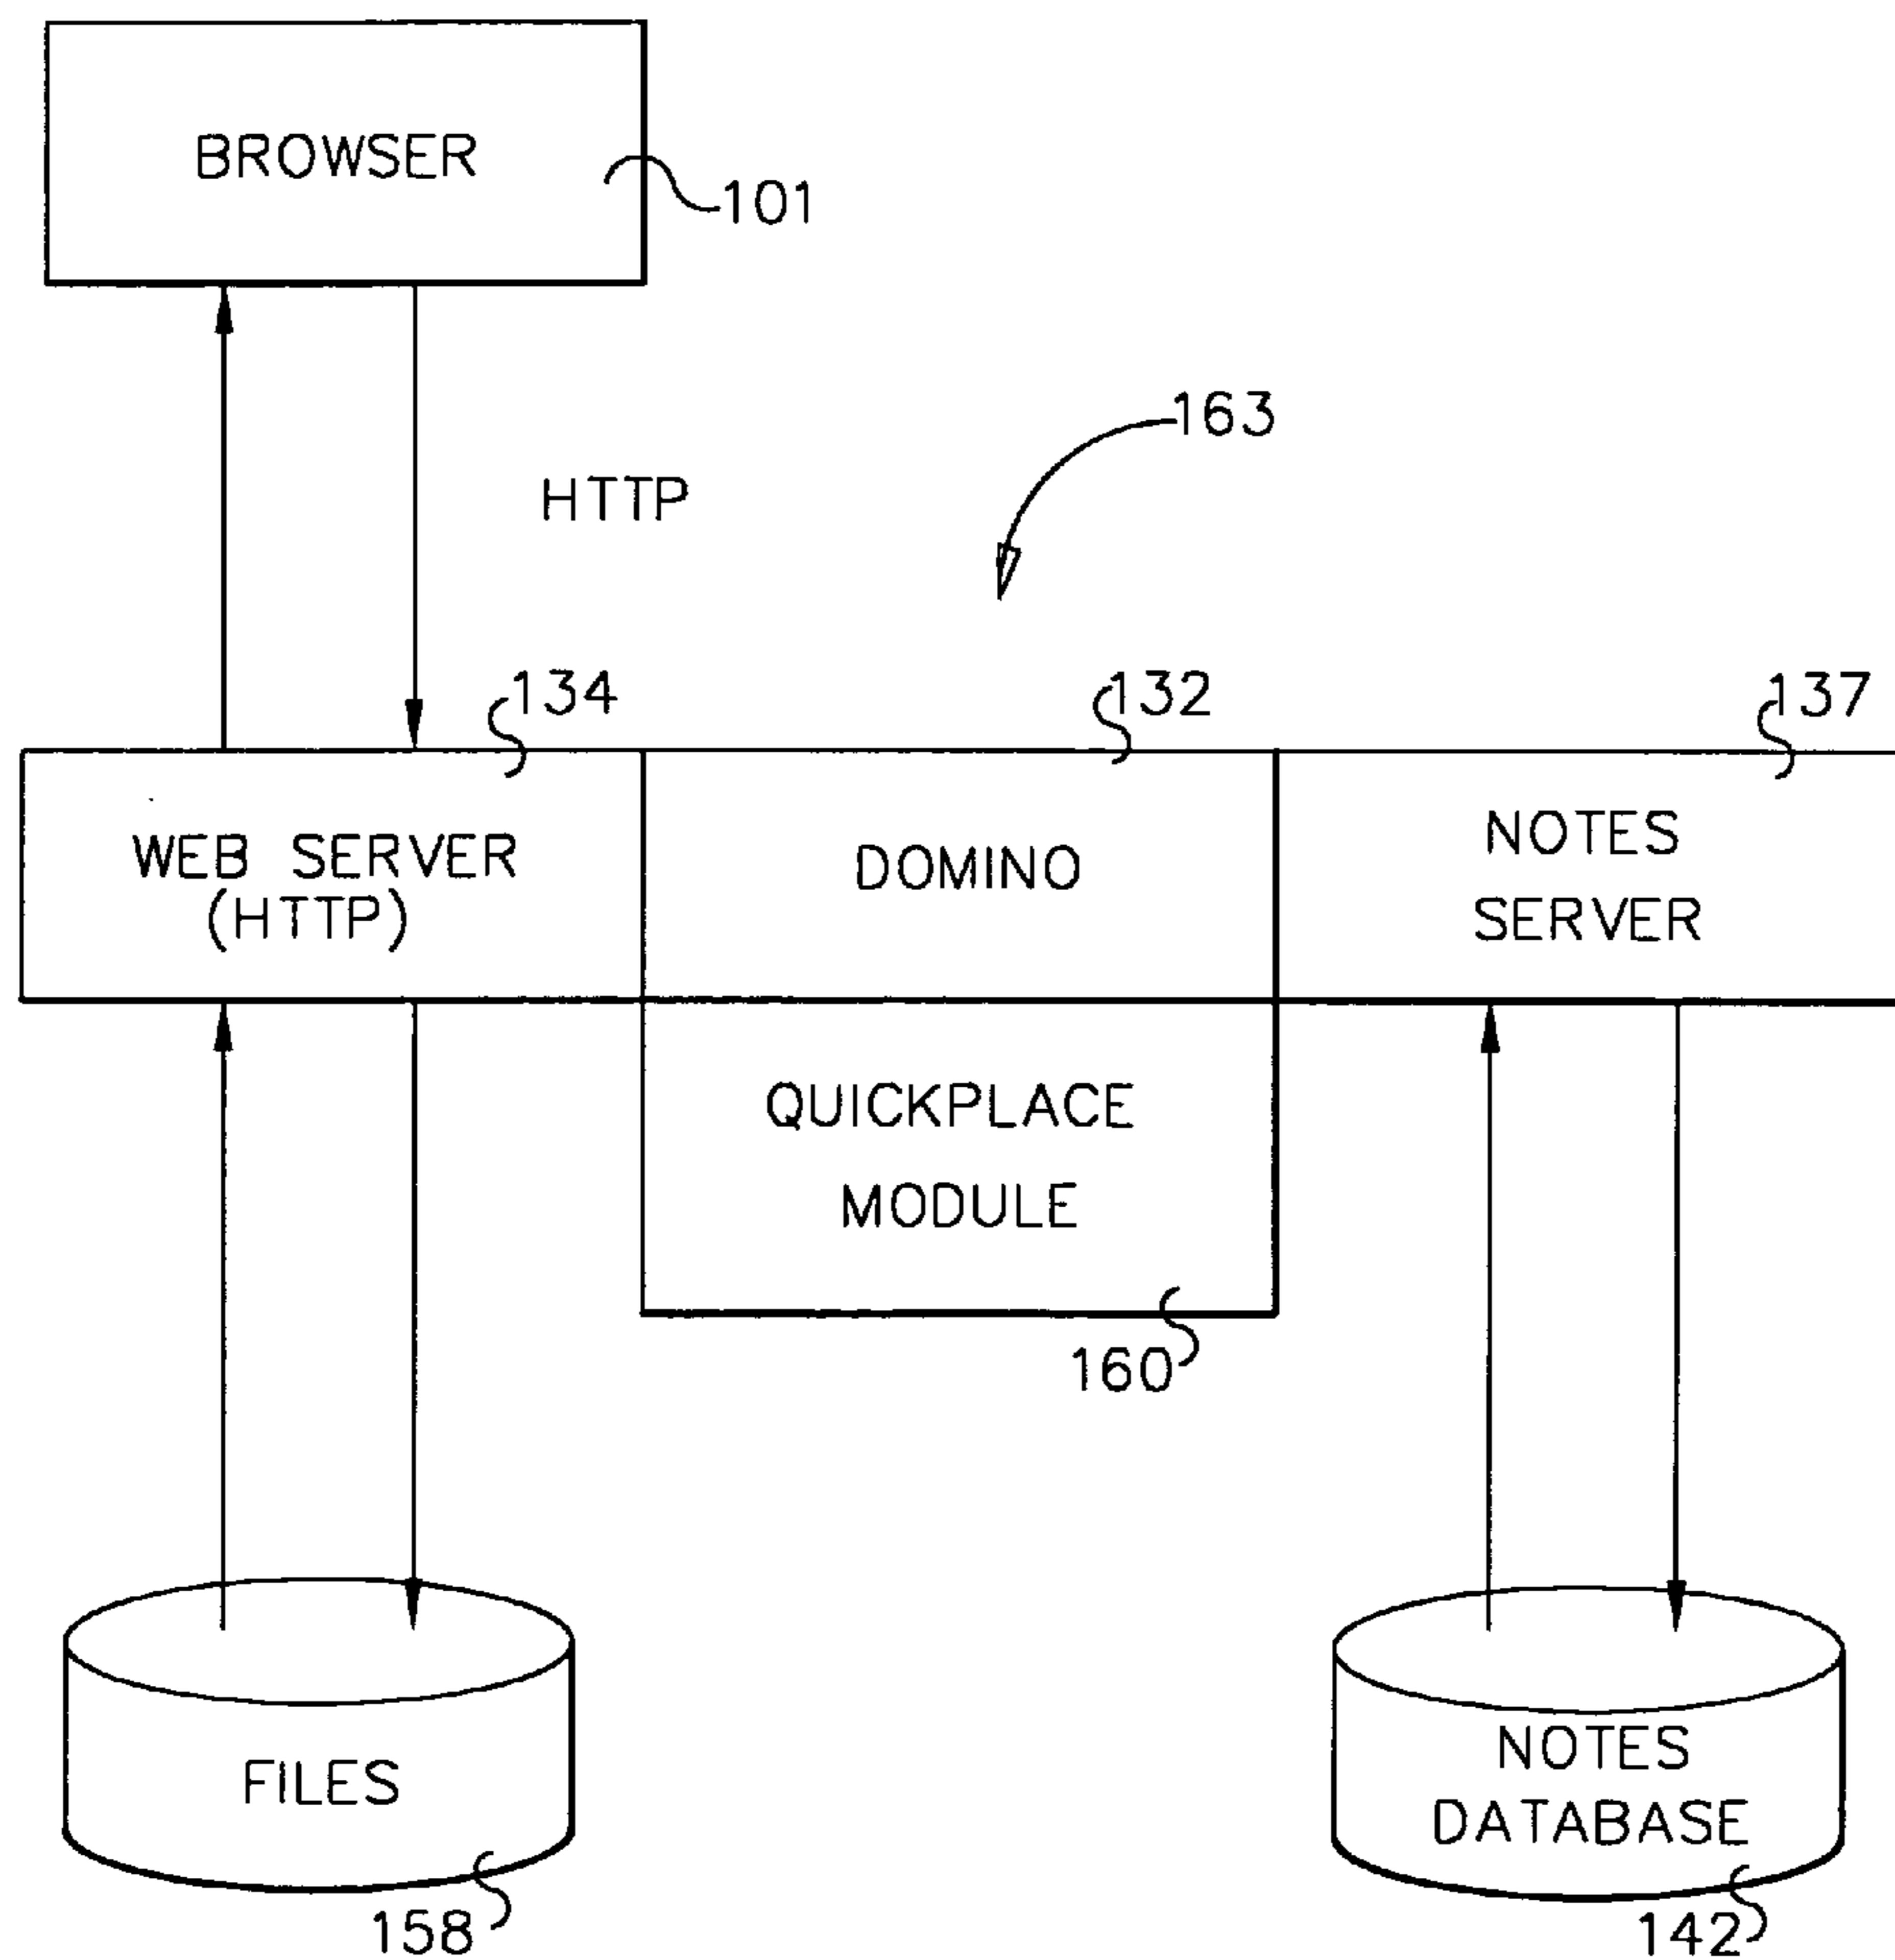 BROWSER
101
163
HTTP
134
132
137
WEB SERVER
(HTTP)
DOMINO
NOTES
SERVER
QUICKPLACE
MODULE
160
FILES
NOTES
DATABASE
158
142